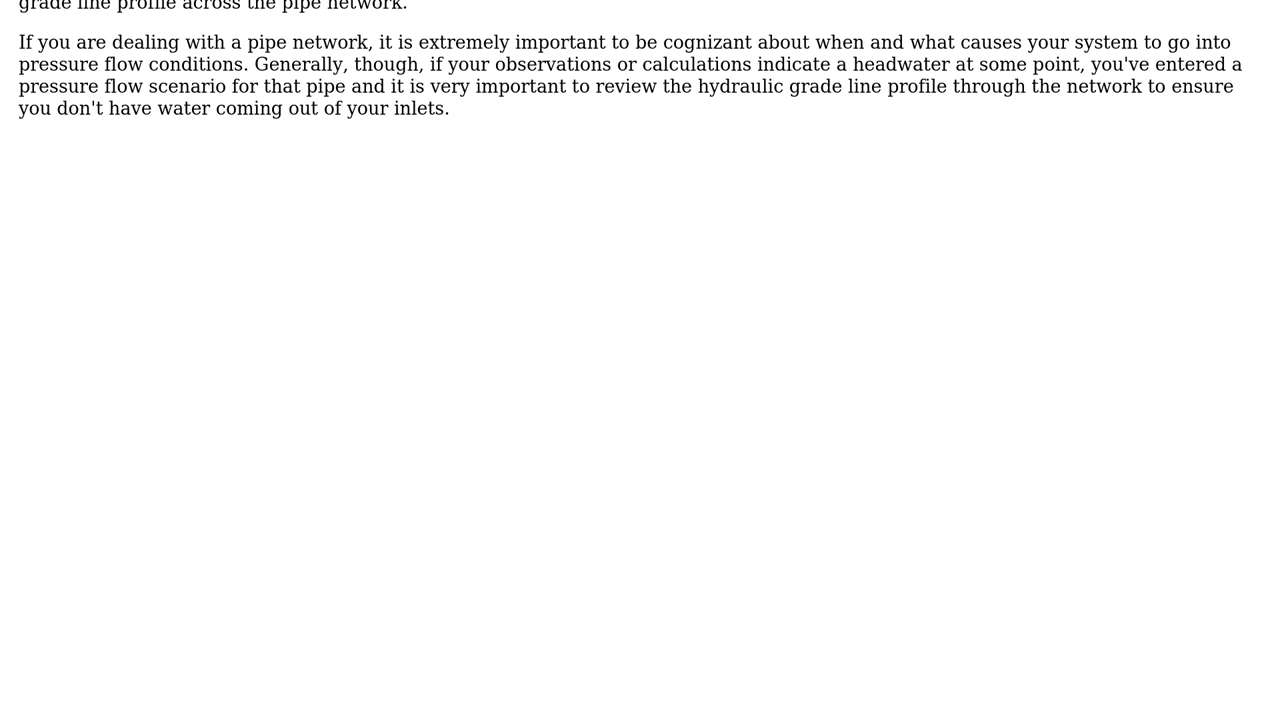 grade line profile across the pipe network.
If you are dealing with a pipe network, it is extremely important to be cognizant about when and what causes your system to go into
pressure flow conditions. Generally, though, if your observations or calculations indicate a headwater at some point, you've entered a
pressure flow scenario for that pipe and it is very important to review the hydraulic grade line profile through the network to ensure
you don't have water coming out of your inlets.